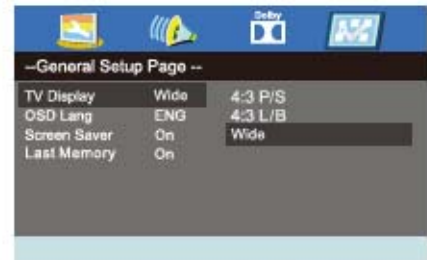 Dolby
--General Setup Page --
TV Display Wide 4:3 P/S
OSD Lang ENG 4:3 L/B
Screen Saver On Wide
Last Memory On